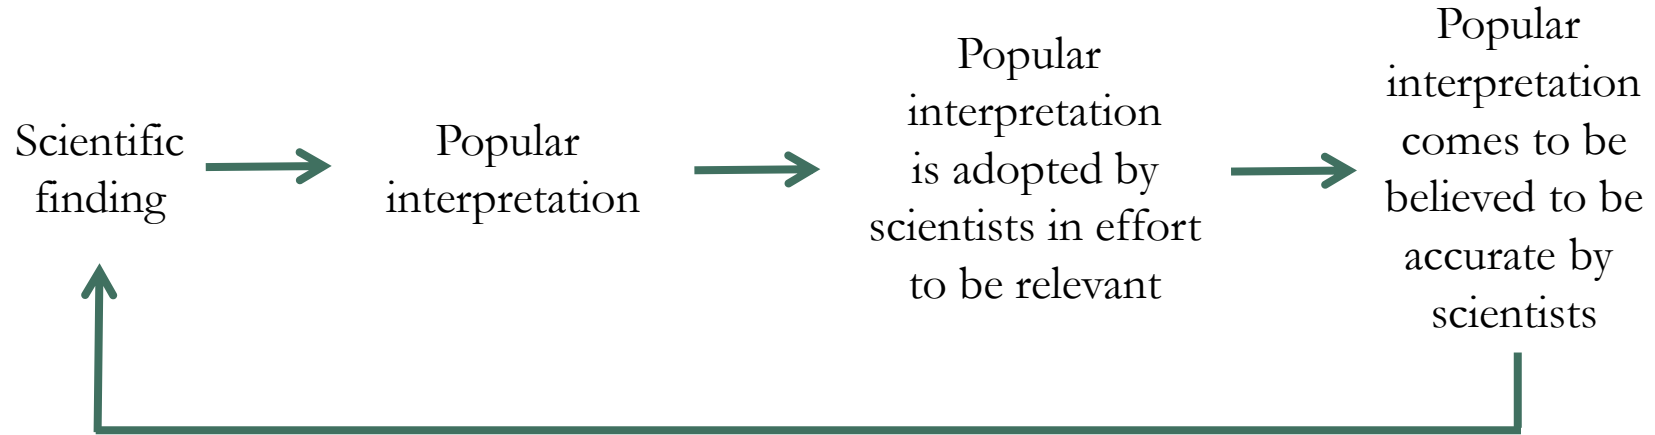 Scientific
finding
Popular
interpretation
Popular
interpretation
is adopted by
scientists in effort
to be relevant
Popular
interpretation
comes to be
believed to be
accurate by
scientists